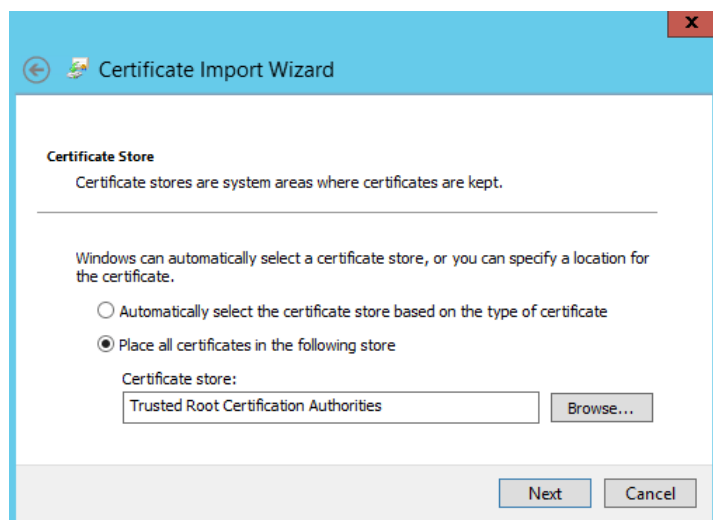 x
Certificate Import Wizard
Certificate Store
Certificate stores are system areas where certificates are kept.
Windows can automatically select a certificate store, or you can specify a location for
the certificate.
Automatically select the certificate store based on the type of certificate
Place all certificates in the following store
Certificate store:
Trusted Root Certification Authorities
Browse...
Next
Cancel